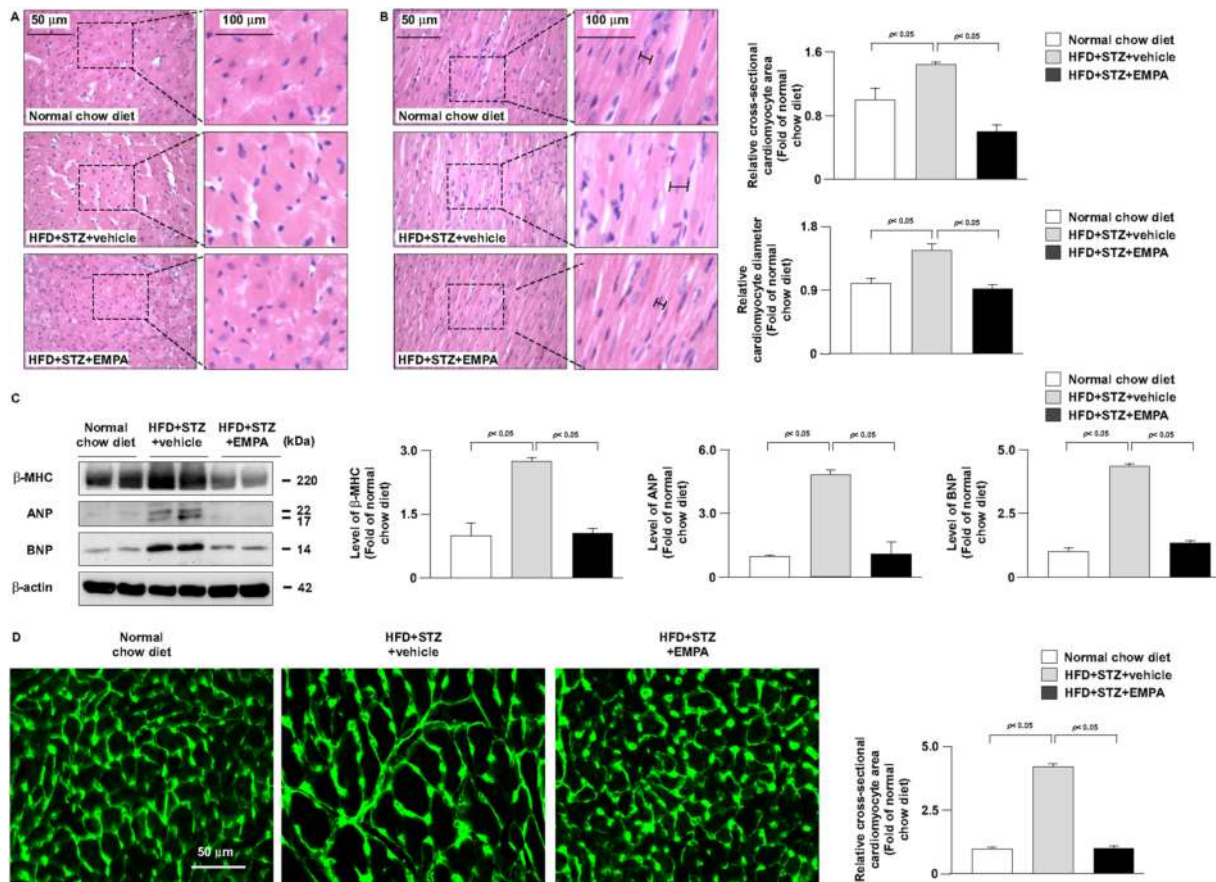 A
50 μm
100 μm
Normal chow diet
HFD+STZ+vehicle
HFD+STZ+EMPA
B
50 μm
100 μm
Normal chow diet
HFD+STZ+vehicle
HFD+STZ+EMPA
Relative cross-sectional
cardiomyocyte area
(Fold of normal
chow diet)
1.6
0.8
0
p< 0.05
p< 0.05
Normal chow diet
HFD+STZ+vehicle
HFD+STZ+EMPA
Relative
cardiomyocyte diameter
(Fold of normal
chow diet)
1.8
0.9
0
p< 0.05
p< 0.05
Normal chow diet
HFD+STZ+vehicle
HFD+STZ+EMPA
C
Normal
chow diet
HFD+STZ
+vehicle
HFD+STZ
+EMPA
(kDa)
β-MHC
220
ANP
22
17
BNP
14
β-actin
42
Level of β-MHC
(Fold of normal
chow diet)
3.0
1.5
0
p< 0.05
p< 0.05
Level of ANP
(Fold of normal
chow diet)
6.0
3.0
0
p< 0.05
p< 0.05
Normal chow diet
HFD+STZ+vehicle
HFD+STZ+EMPA
Level of BNP
(Fold of normal
chow diet)
5.0
2.5
0
p< 0.05
p< 0.05
D
Normal
chow diet
HFD+STZ
+vehicle
HFD+STZ
+EMPA
50 μm
Normal chow diet
HFD+STZ+vehicle
HFD+STZ+EMPA
Relative cross-sectional
cardiomyocyte area
(Fold of normal
chow diet)
5.0
2.5
0
p< 0.05
p< 0.05